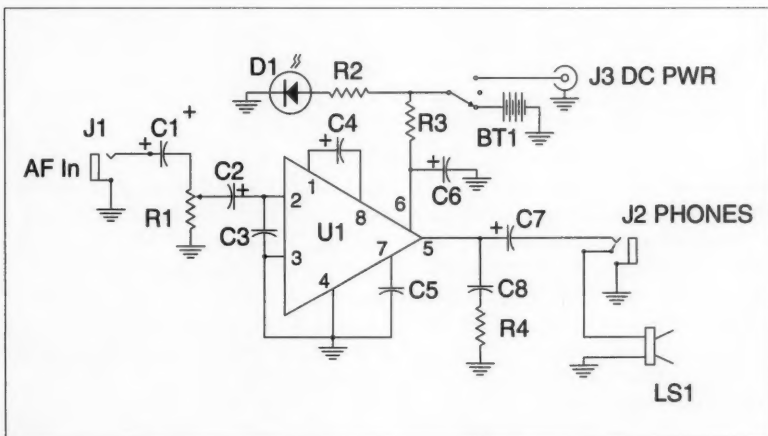 D1
R2
J3 DC PWR
+
J1
C1
+
C4
+
R3
BT1
AF In
C2
+
+
C6
1
8
6
R1
2
U1
5
+
C7
J2 PHONES
C3
3
7
4
C5
C8
R4
LS1